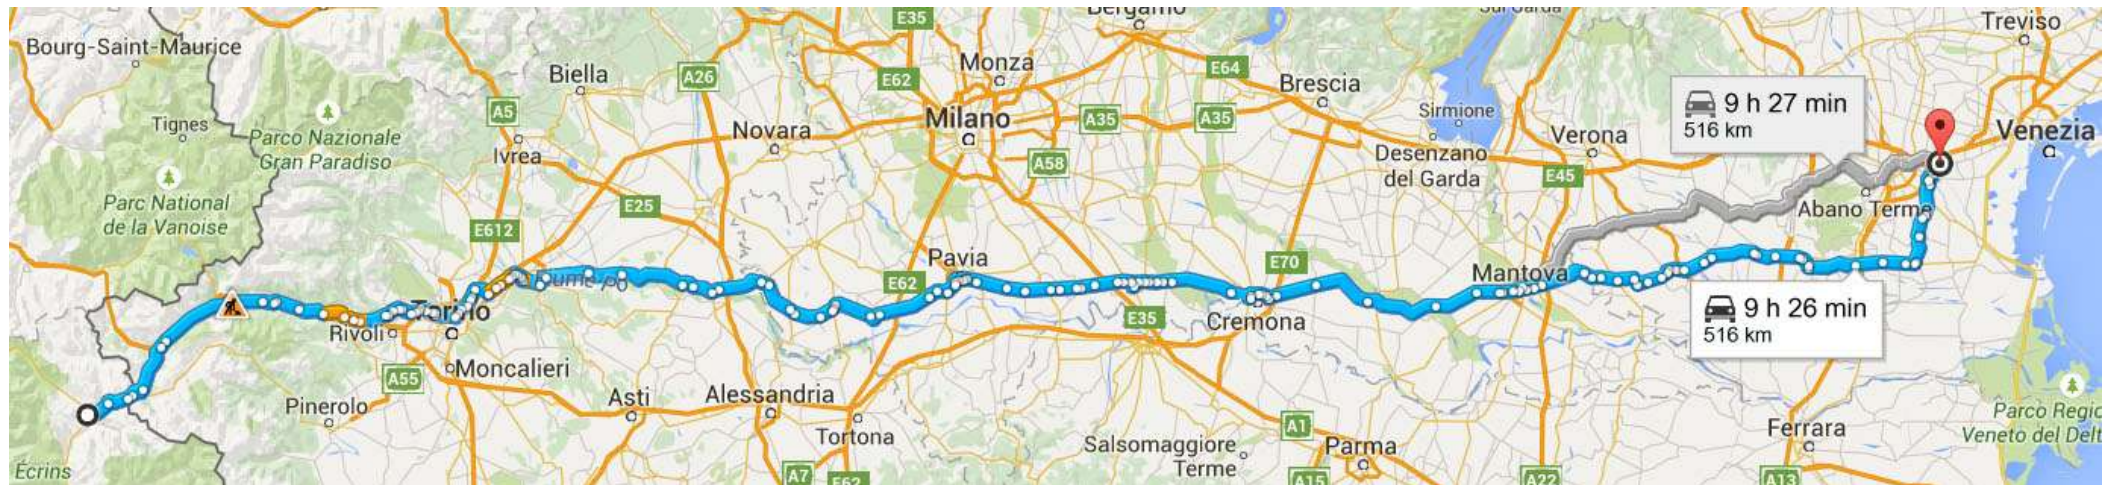 Bourg-Saint-Maurice
Tignes
Parco Nazionale
Gran Paradiso
Parc National
de la Vanoise
Écrins
A5
Biella
Ivrea
E612
E25
A26
Novara
E35
E62
Monza
Milano
Bergamo
A35
A58
E64
A35
Brescia
Sirmione
Desenzano
del Garda
E45
Verona
9 h 27 min
516 km
Treviso
Venezia
Abano Terme
Rivoli
Torino
Moncalieri
A55
Pinerolo
Asti
Alessandria
Tortona
A7
E62
Pavia
E62
E35
E70
Cremona
Mantova
9 h 26 min
516 km
Salsomaggiore
Terme
A1
Parma
A15
A22
A13
Ferrara
Parco Regio
Veneto del Delt